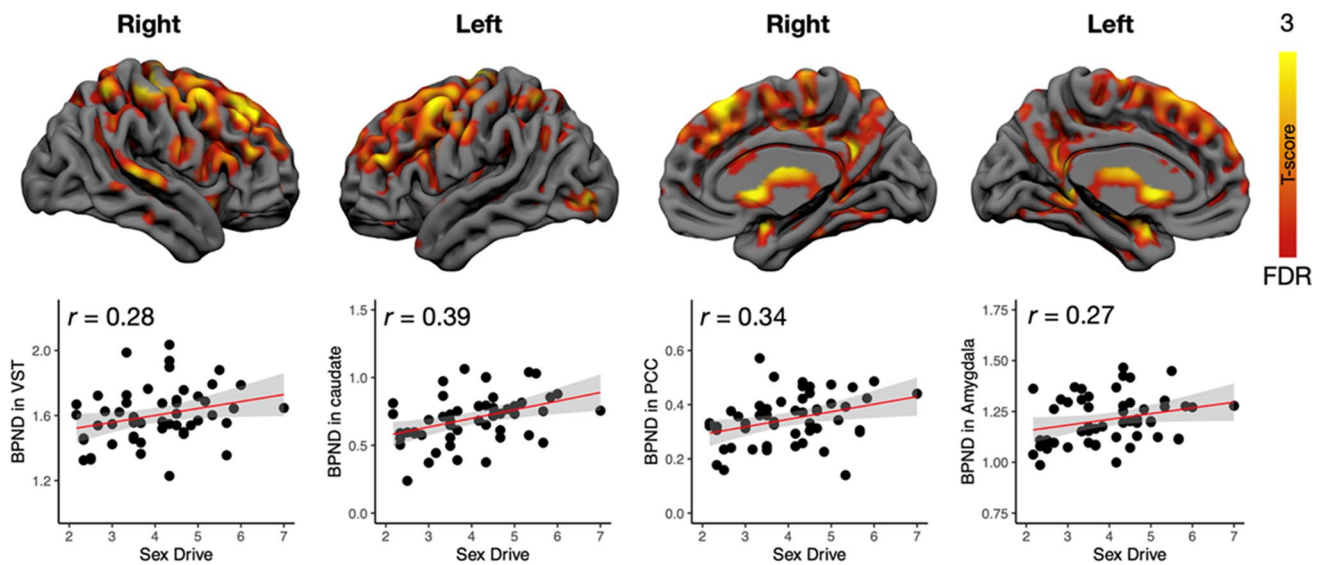 Right
Left
Right
Left
3
T-score
FDR
r = 0.28
BPND in VST
2.0
1.6
1.2
2 3 4 5 6 7
Sex Drive
r = 0.39
BPND in caudate
1.5
1.0
0.5
0.0
2 3 4 5 6 7
Sex Drive
r = 0.34
BPND in PCC
0.6
0.4
0.2
0.0
2 3 4 5 6 7
Sex Drive
r = 0.27
BPND in Amygdala
1.75
1.50
1.25
1.00
0.75
2 3 4 5 6 7
Sex Drive